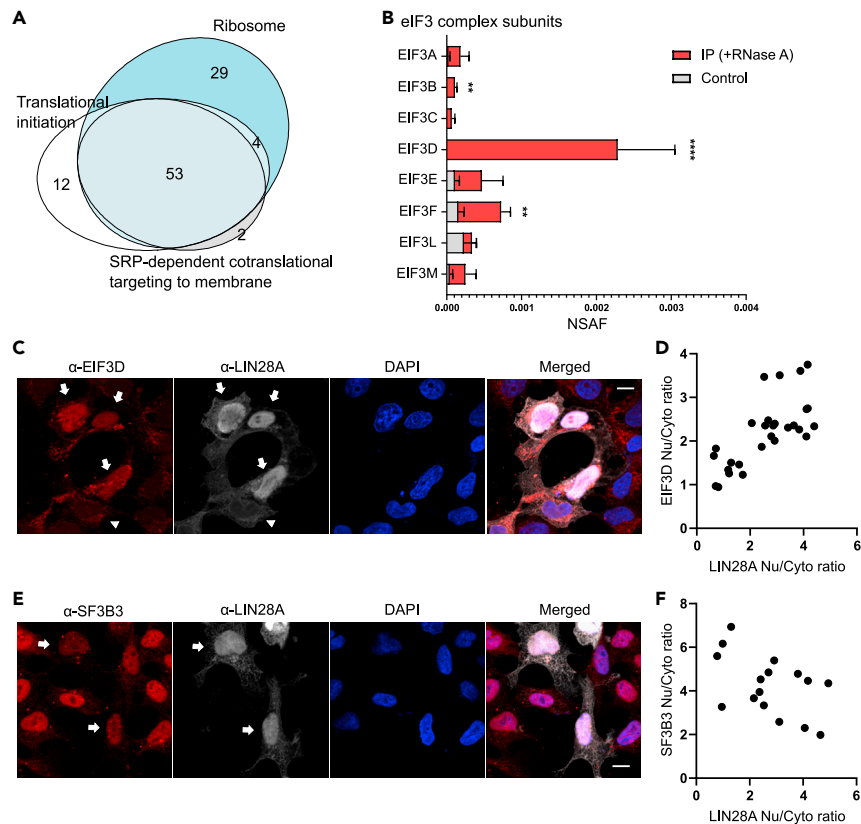 A
Ribosome
29
Translational
initiation
4
12
53
2
SRP-dependent cotranslational
targeting to membrane
B
eIF3 complex subunits
IP (+RNase A)
Control
EIF3A
EIF3B
**
EIF3C
EIF3D
****
EIF3E
EIF3F
**
EIF3L
EIF3M
0.000 0.001 0.002 0.003 0.004
NSAF
C
α-EIF3D α-LIN28A DAPI Merged
D
4
3
2
1
0
EIF3D Nu/Cyto ratio
0 2 4 6
LIN28A Nu/Cyto ratio
E
α-SF3B3 α-LIN28A DAPI Merged
F
8
6
4
2
0
SF3B3 Nu/Cyto ratio
0 2 4 6
LIN28A Nu/Cyto ratio